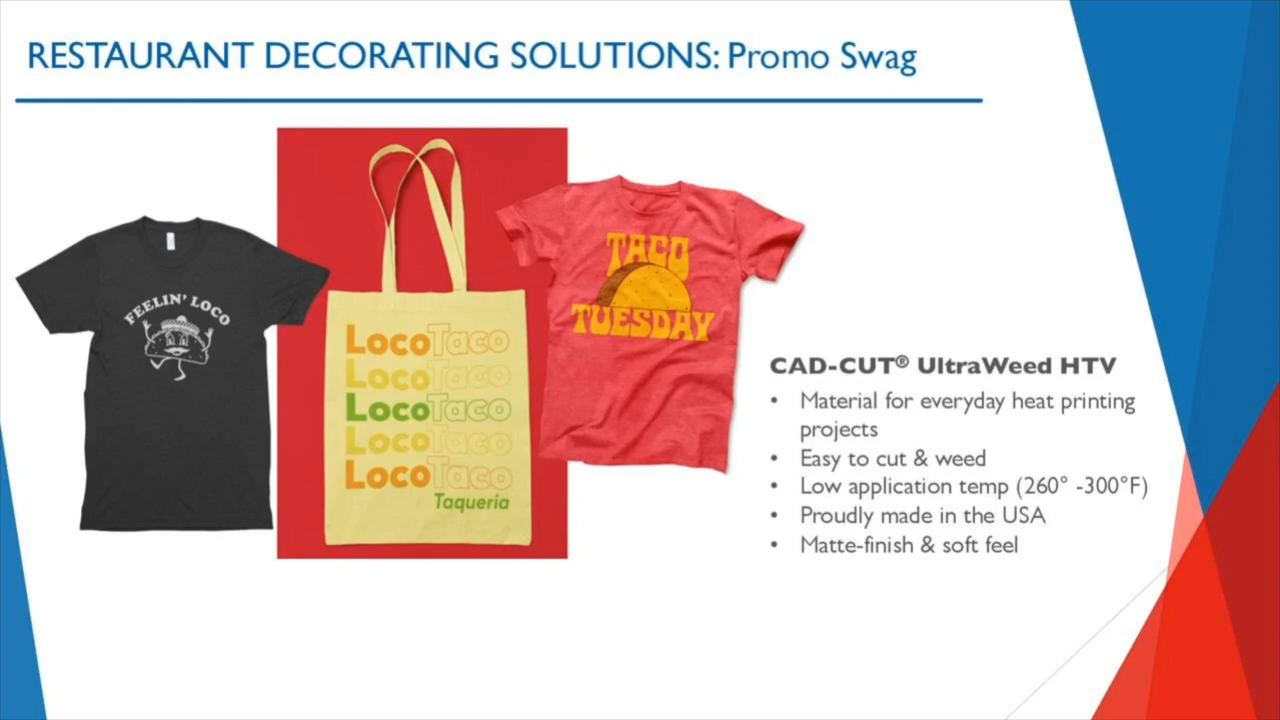 RESTAURANT DECORATING SOLUTIONS: Promo Swag
FEELIN' LOCO
LocoTaco
LocoTaco
LocoTaco
LocoTaco
LocoTaco
Taqueria
TACO
TUESDAY
CAD-CUT® UltraWeed HTV
• Material for everyday heat printing
projects
• Easy to cut & weed
• Low application temp (260° -300°F)
• Proudly made in the USA
• Matte-finish & soft feel